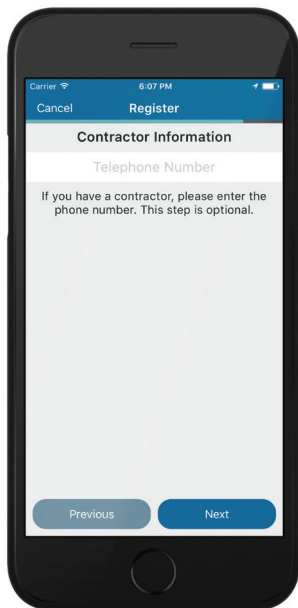 Carrier 6:07 PM
Cancel Register
Contractor Information
Telephone Number
If you have a contractor, please enter the
phone number. This step is optional.
Previous Next